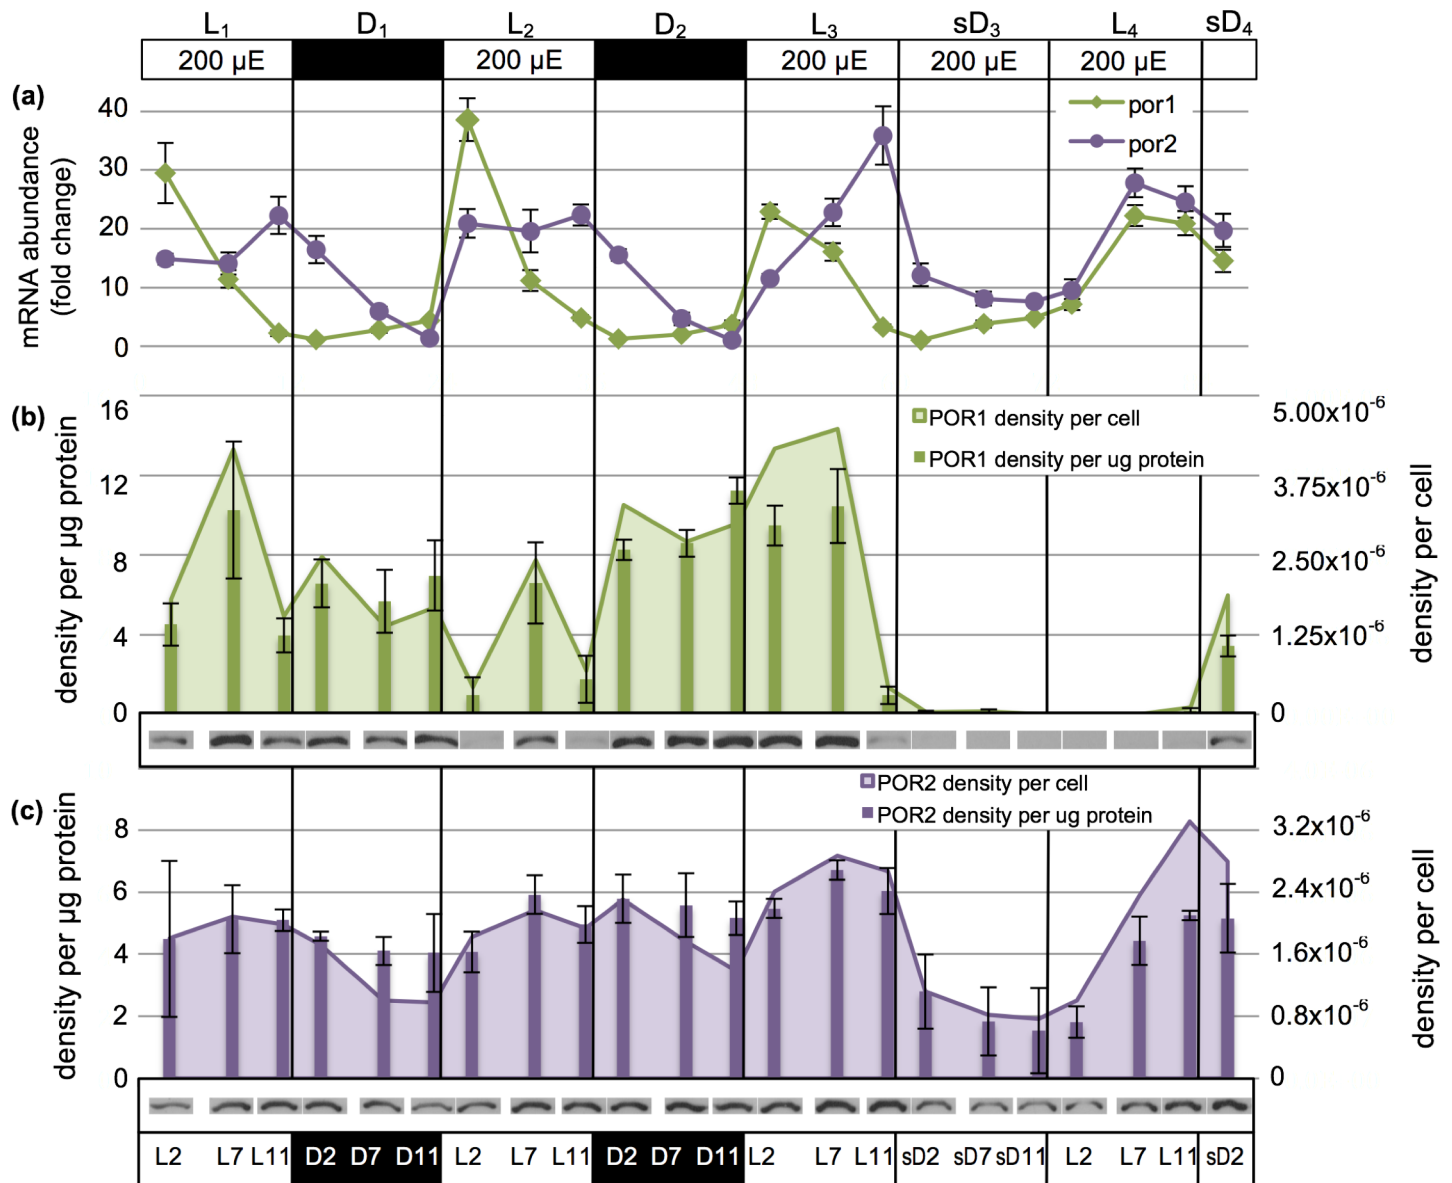 L₁ D₁ L₂ D₂ L₃ sD₃ L₄ sD₄
200 µE 200 µE 200 µE 200 µE 200 µE
(a)
mRNA abundance
(fold change)
40
30
20
10
0
por1
por2
(b)
density per µg protein
16
12
8
4
0
POR1 density per cell
POR1 density per ug protein
5.00x10⁻⁶
3.75x10⁻⁶
2.50x10⁻⁶
1.25x10⁻⁶
0
density per cell
(c)
density per µg protein
8
6
4
2
0
POR2 density per cell
POR2 density per ug protein
3.2x10⁻⁶
2.4x10⁻⁶
1.6x10⁻⁶
0.8x10⁻⁶
0
density per cell
L2 L7 L11 D2 D7 D11 L2 L7 L11 D2 D7 D11 L2 L7 L11 sD2 sD7 sD11 L2 L7 L11 sD2